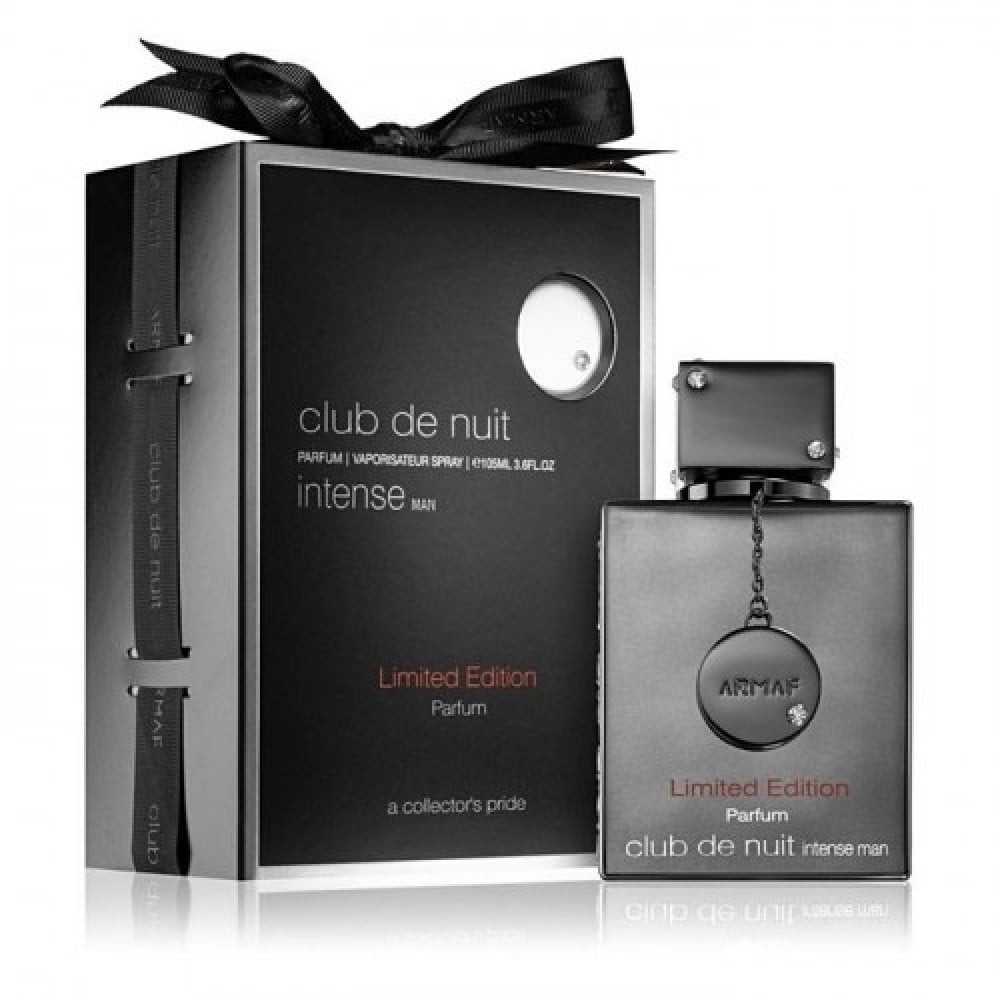 club de nuit
PARFUM | VAPORISATEUR SPRAY | ℮105ML 3.6FL.OZ
intense MAN
Limited Edition
Parfum
a collector's pride
club de nuit
club
ARMAF
Limited Edition
Parfum
club de nuit intense man